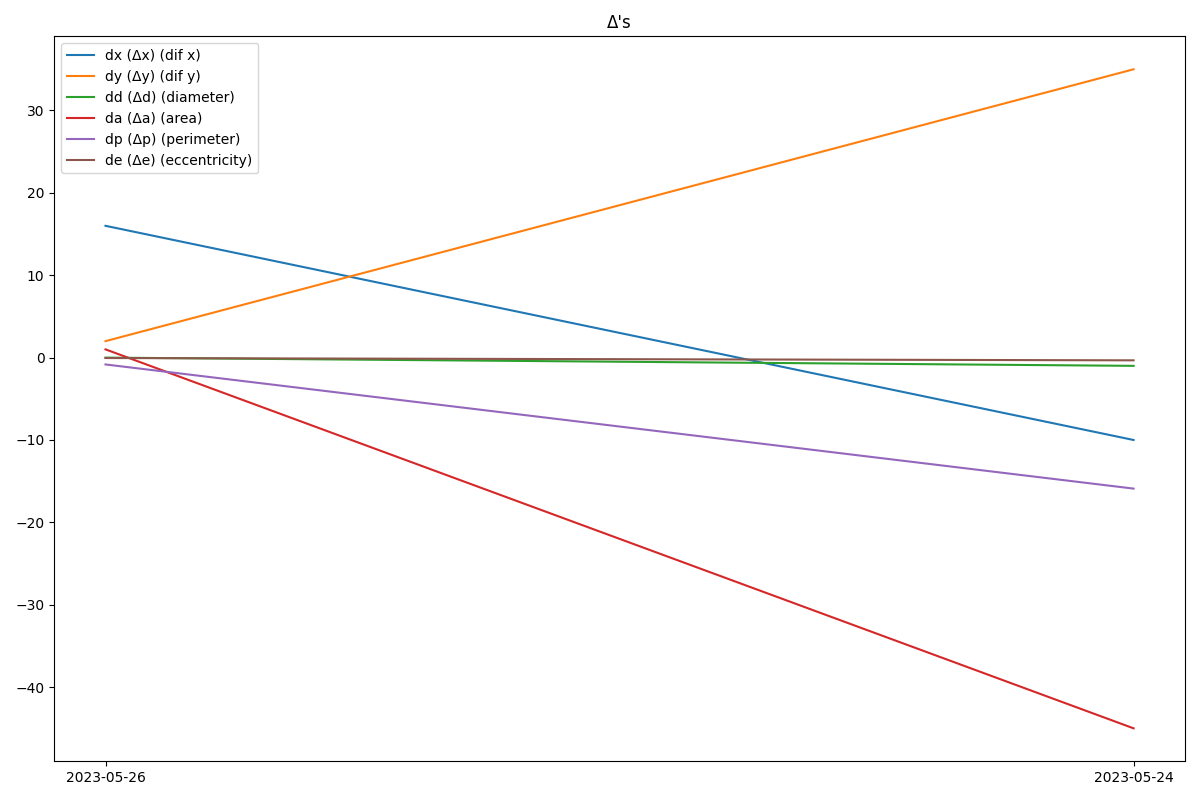 Δ's
dx (Δx) (dif x)
dy (Δy) (dif y)
dd (Δd) (diameter)
da (Δa) (area)
dp (Δp) (perimeter)
de (Δe) (eccentricity)
30
20
10
0
−10
−20
−30
−40
2023-05-26 2023-05-24